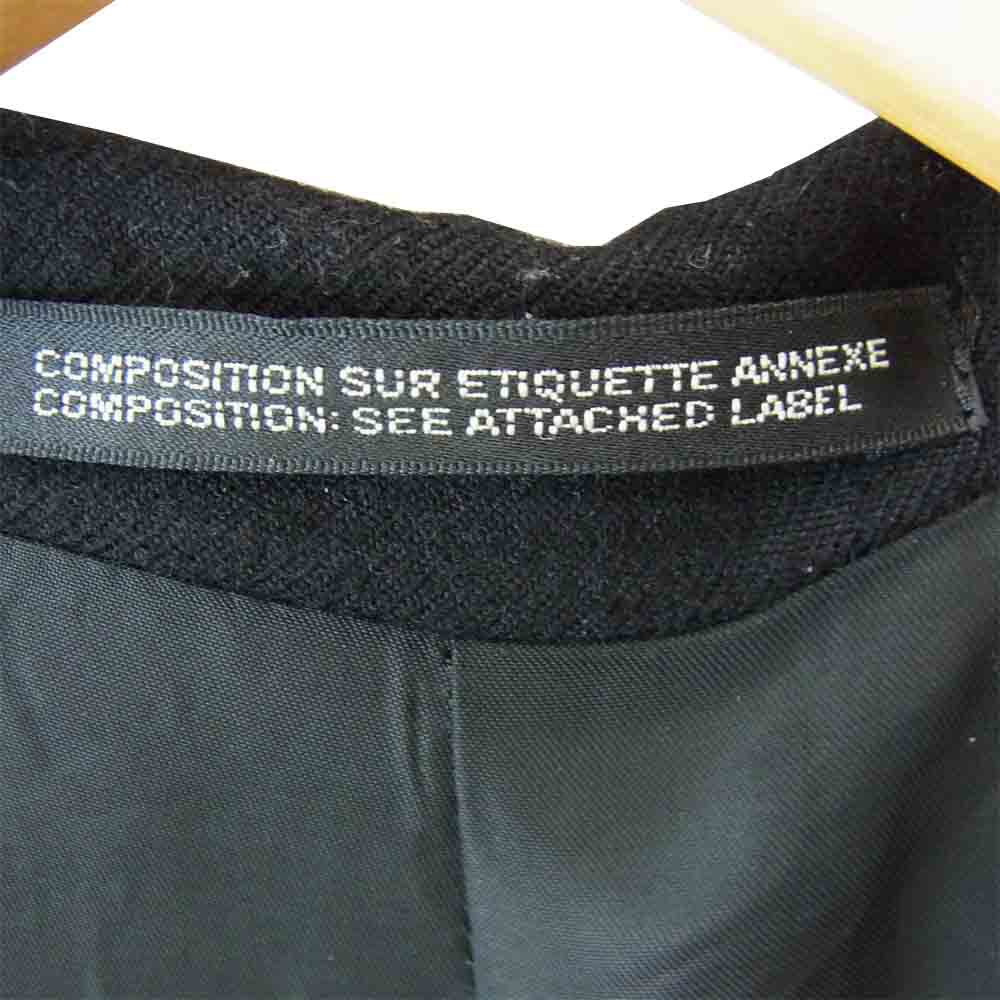 COMPOSITION SUR ETIQUETTE ANNEXE
COMPOSITION: SEE ATTACHED LABEL